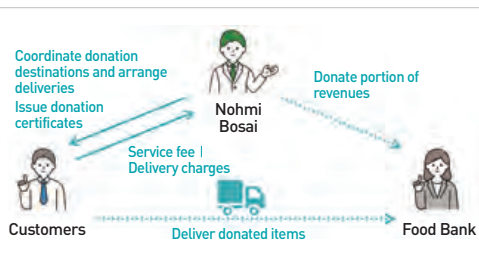 Coordinate donation
destinations and arrange
deliveries
Issue donation
certificates
Donate portion of
revenues
Nohmi
Bosai
Service fee |
Delivery charges
Customers
Deliver donated items
Food Bank